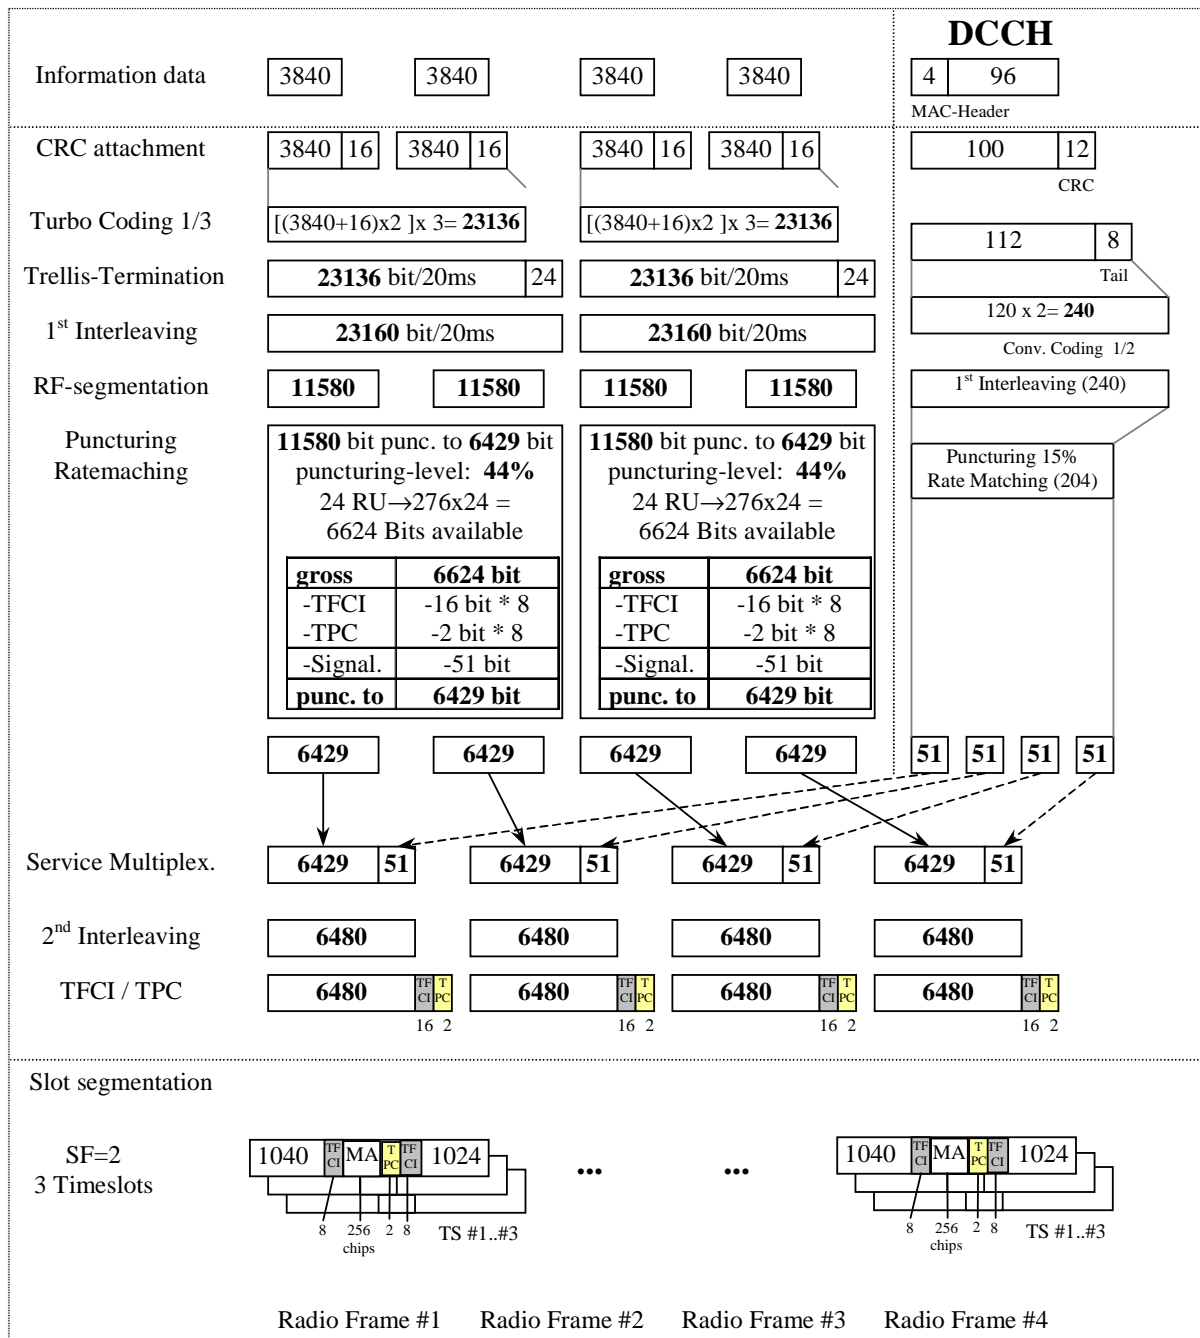 DCCH
Information data 3840 3840 3840 3840 4 96
MAC-Header
CRC attachment 3840 16 3840 16 3840 16 3840 16 100 12
CRC
Turbo Coding 1/3 [(3840+16)x2 ]x 3= 23136 [(3840+16)x2 ]x 3= 23136
112 8
Trellis-Termination 23136 bit/20ms 24 23136 bit/20ms 24
Tail
120 x 2= 240
1st Interleaving 23160 bit/20ms 23160 bit/20ms
Conv. Coding 1/2
RF-segmentation 11580 11580 11580 11580 1st Interleaving (240)
Puncturing 11580 bit punc. to 6429 bit 11580 bit punc. to 6429 bit
Ratemaching puncturing-level: 44% puncturing-level: 44% Puncturing 15%
Rate Matching (204)
24 RU→276x24 = 24 RU→276x24 =
6624 Bits available 6624 Bits available
gross 6624 bit gross 6624 bit
-TFCI -16 bit * 8 -TFCI -16 bit * 8
-TPC -2 bit * 8 -TPC -2 bit * 8
-Signal. -51 bit -Signal. -51 bit
punc. to 6429 bit punc. to 6429 bit
6429 6429 6429 6429 51 51 51 51
Service Multiplex. 6429 51 6429 51 6429 51 6429 51
2nd Interleaving 6480 6480 6480 6480
TFCI / TPC 6480 TF CI T PC 6480 TF CI T PC 6480 TF CI T PC 6480 TF CI T PC
16 2 16 2 16 2 16 2
Slot segmentation
SF=2 1040 TF CI MA T PC TF CI 1024 ... ... 1040 TF CI MA T PC TF CI 1024
3 Timeslots
8 256 2 8 TS #1..#3 8 256 2 8 TS #1..#3
chips chips
Radio Frame #1 Radio Frame #2 Radio Frame #3 Radio Frame #4